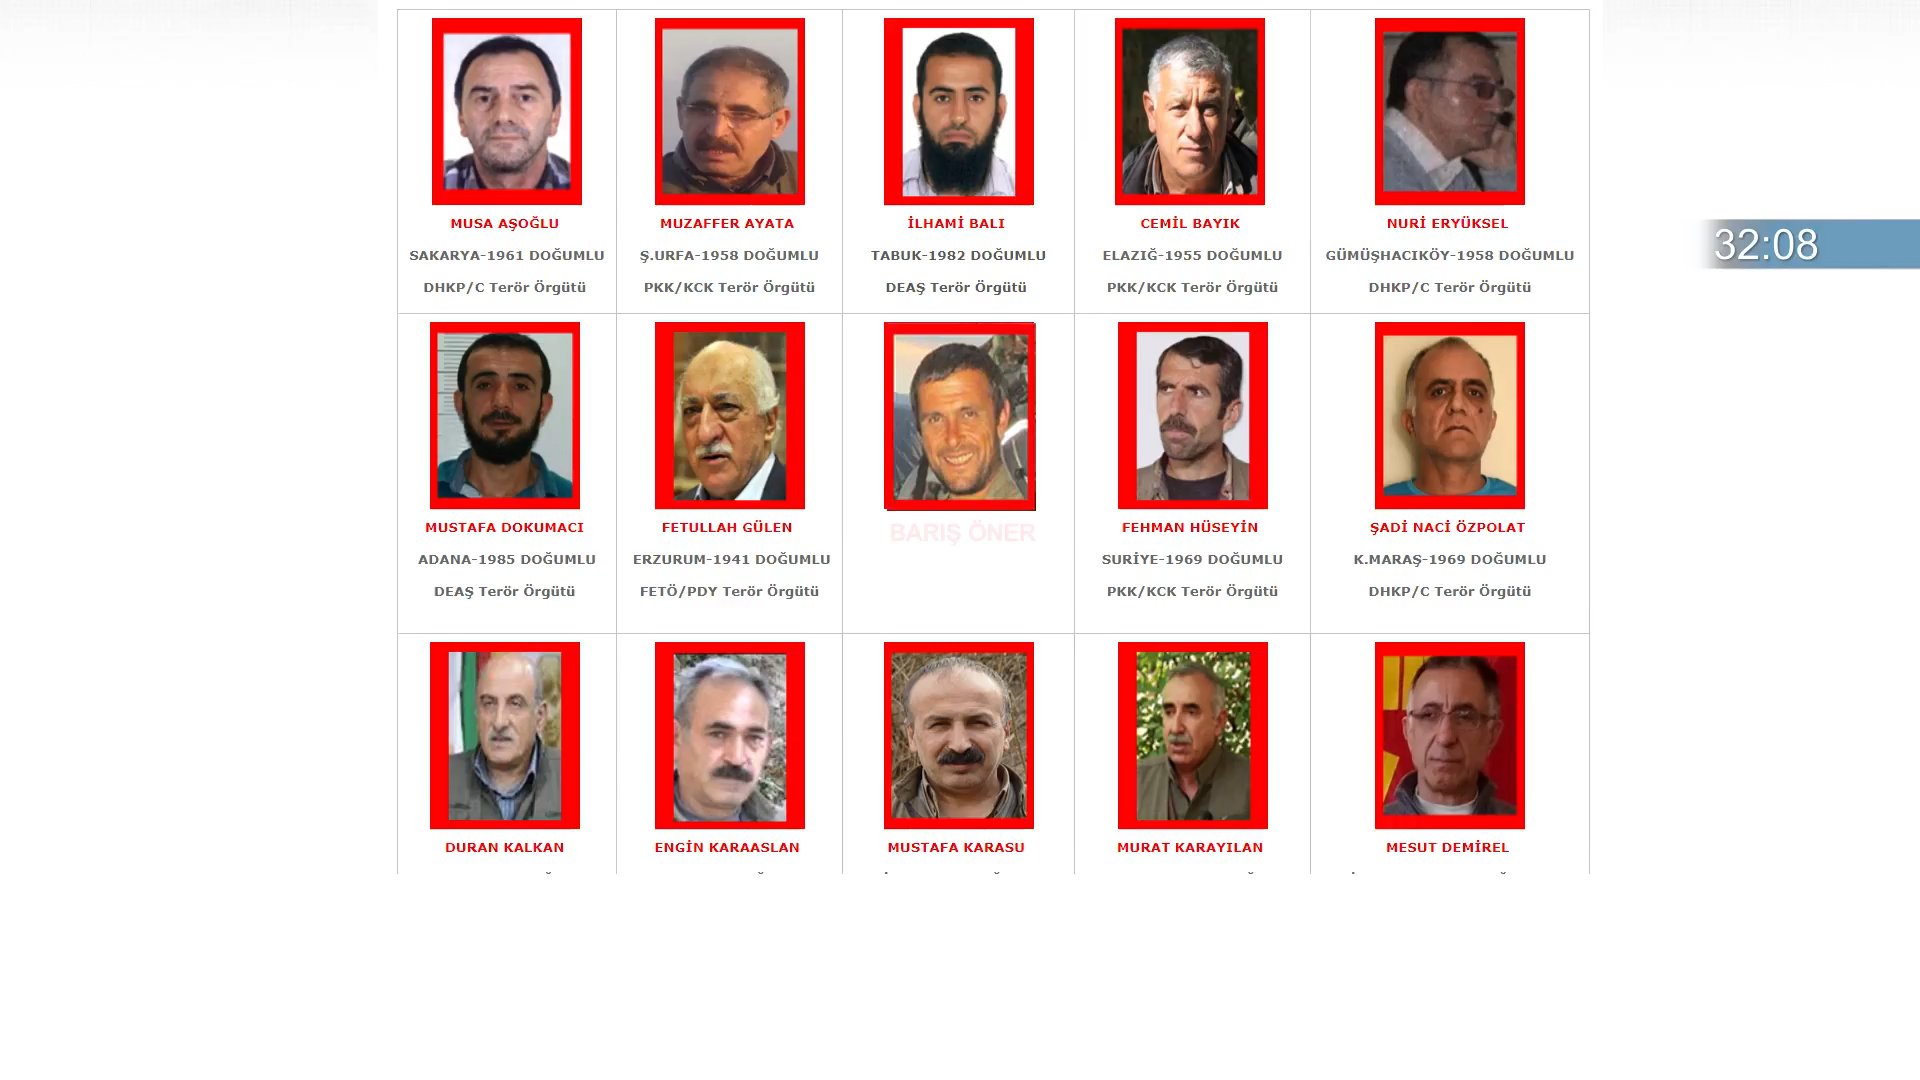 MUSA AŞOĞLU
SAKARYA-1961 DOĞUMLU
DHKP/C Terör Örgütü
MUZAFFER AYATA
Ş.URFA-1958 DOĞUMLU
PKK/KCK Terör Örgütü
İLHAMİ BALI
TABUK-1982 DOĞUMLU
DEAŞ Terör Örgütü
CEMİL BAYIK
ELAZIĞ-1955 DOĞUMLU
PKK/KCK Terör Örgütü
NURİ ERYÜKSEL
GÜMÜŞHACIKÖY-1958 DOĞUMLU
DHKP/C Terör Örgütü
32:08
MUSTAFA DOKUMACI
ADANA-1985 DOĞUMLU
DEAŞ Terör Örgütü
FETULLAH GÜLEN
ERZURUM-1941 DOĞUMLU
FETÖ/PDY Terör Örgütü
BARIŞ ÖNER
FEHMAN HÜSEYİN
SURİYE-1969 DOĞUMLU
PKK/KCK Terör Örgütü
ŞADİ NACİ ÖZPOLAT
K.MARAŞ-1969 DOĞUMLU
DHKP/C Terör Örgütü
DURAN KALKAN
ENGİN KARAASLAN
MUSTAFA KARASU
MURAT KARAYILAN
MESUT DEMİREL